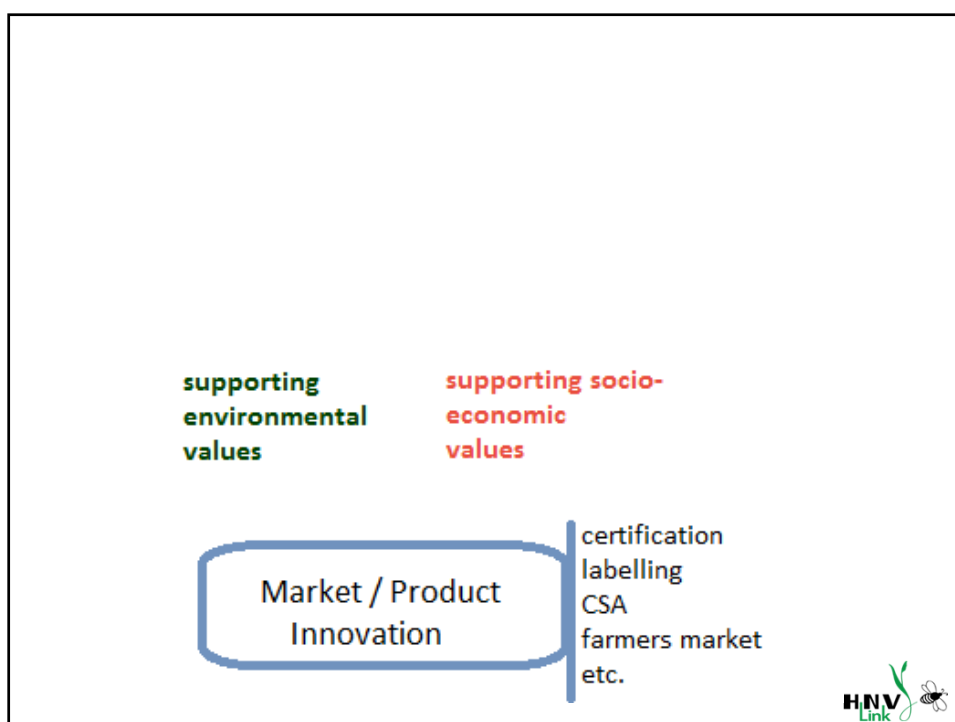 supporting
environmental
values
supporting socio-
economic
values
Market / Product
Innovation
certification
labelling
CSA
farmers market
etc.
HNV
Link